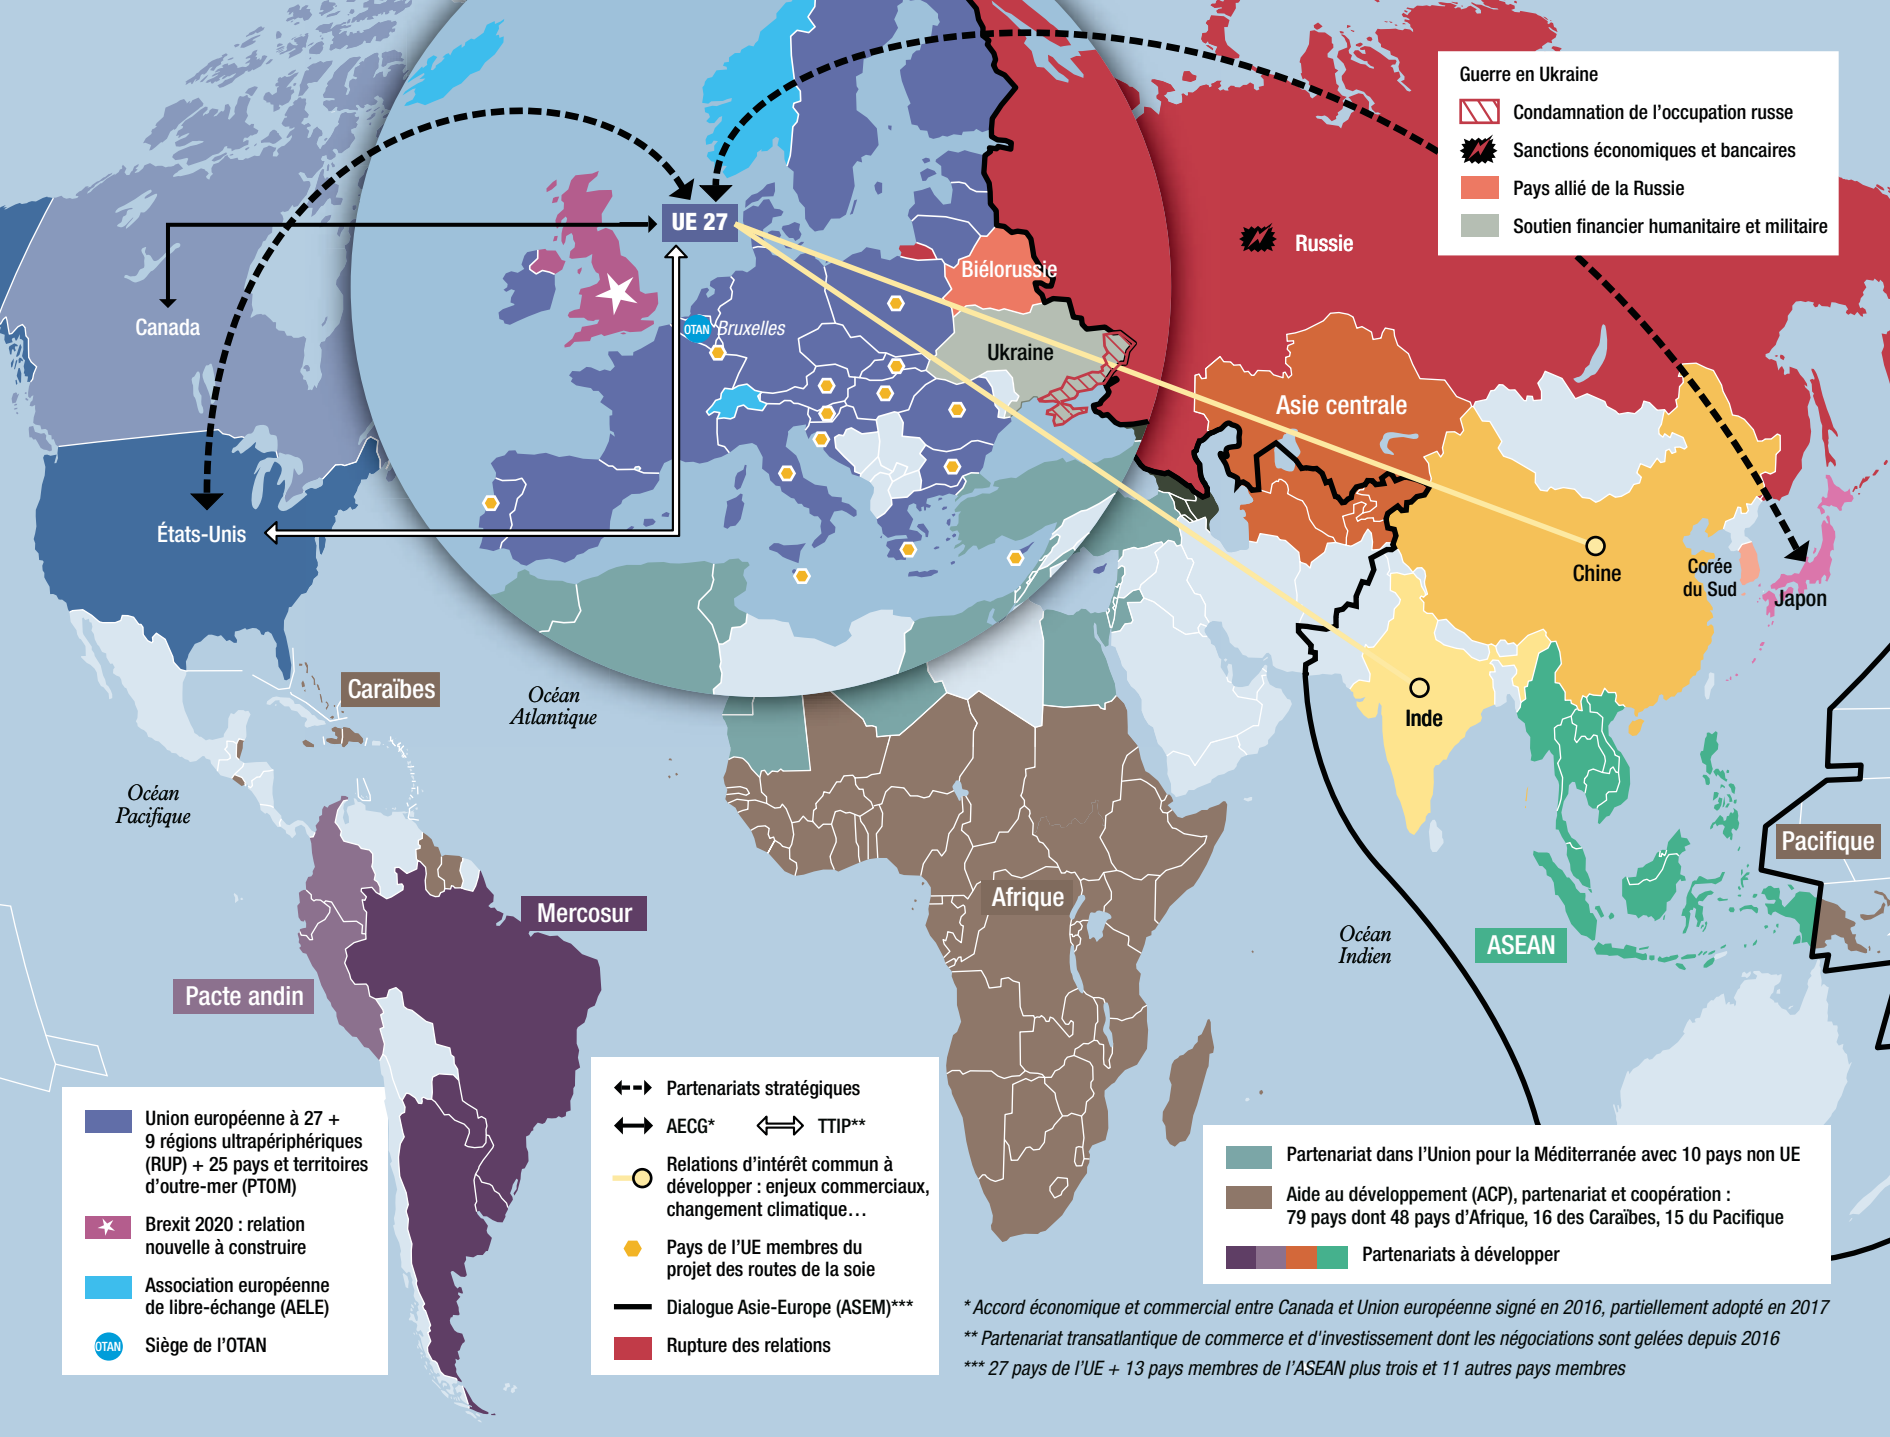 Guerre en Ukraine
Condamnation de l'occupation russe
Sanctions économiques et bancaires
Pays allié de la Russie
Soutien financier humanitaire et militaire
UE 27
Russie
Biélorussie
Canada
OTAN
Bruxelles
Ukraine
Asie centrale
États-Unis
Chine
Corée
du Sud
Japon
Caraïbes
Océan
Atlantique
Inde
Océan
Pacifique
Pacifique
Afrique
Mercosur
Océan
Indien
ASEAN
Pacte andin
Union européenne à 27 +
9 régions ultrapériphériques
(RUP) + 25 pays et territoires
d'outre-mer (PTOM)
Brexit 2020 : relation
nouvelle à construire
Association européenne
de libre-échange (AELE)
OTAN
Siège de l'OTAN
Partenariats stratégiques
AECG*
TTIP**
Relations d'intérêt commun à
développer : enjeux commerciaux,
changement climatique...
Pays de l'UE membres du
projet des routes de la soie
Dialogue Asie-Europe (ASEM)***
Rupture des relations
Partenariat dans l'Union pour la Méditerranée avec 10 pays non UE
Aide au développement (ACP), partenariat et coopération :
79 pays dont 48 pays d'Afrique, 16 des Caraïbes, 15 du Pacifique
Partenariats à développer
* Accord économique et commercial entre Canada et Union européenne signé en 2016, partiellement adopté en 2017
** Partenariat transatlantique de commerce et d'investissement dont les négociations sont gelées depuis 2016
*** 27 pays de l'UE + 13 pays membres de l'ASEAN plus trois et 11 autres pays membres